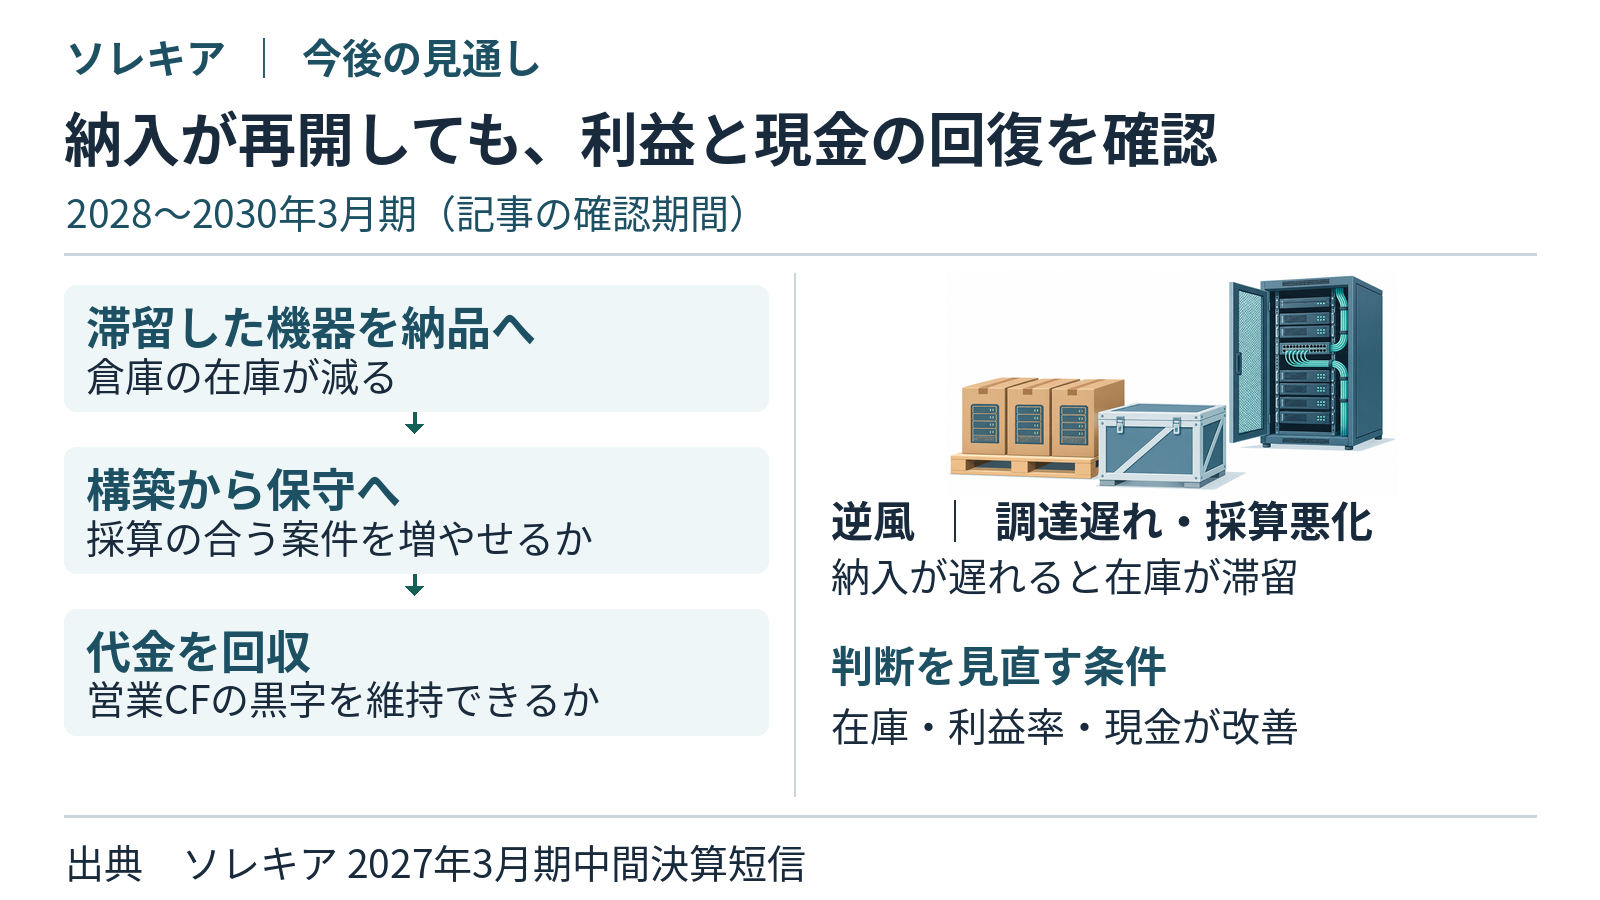 ソレキア ｜ 今後の見通し
納入が再開しても、利益と現金の回復を確認
2028～2030年3月期（記事の確認期間）
滞留した機器を納品へ
倉庫の在庫が減る
構築から保守へ
採算の合う案件を増やせるか
代金を回収
営業CFの黒字を維持できるか
逆風 ｜ 調達遅れ・採算悪化
納入が遅れると在庫が滞留
判断を見直す条件
在庫・利益率・現金が改善
出典　ソレキア 2027年3月期中間決算短信